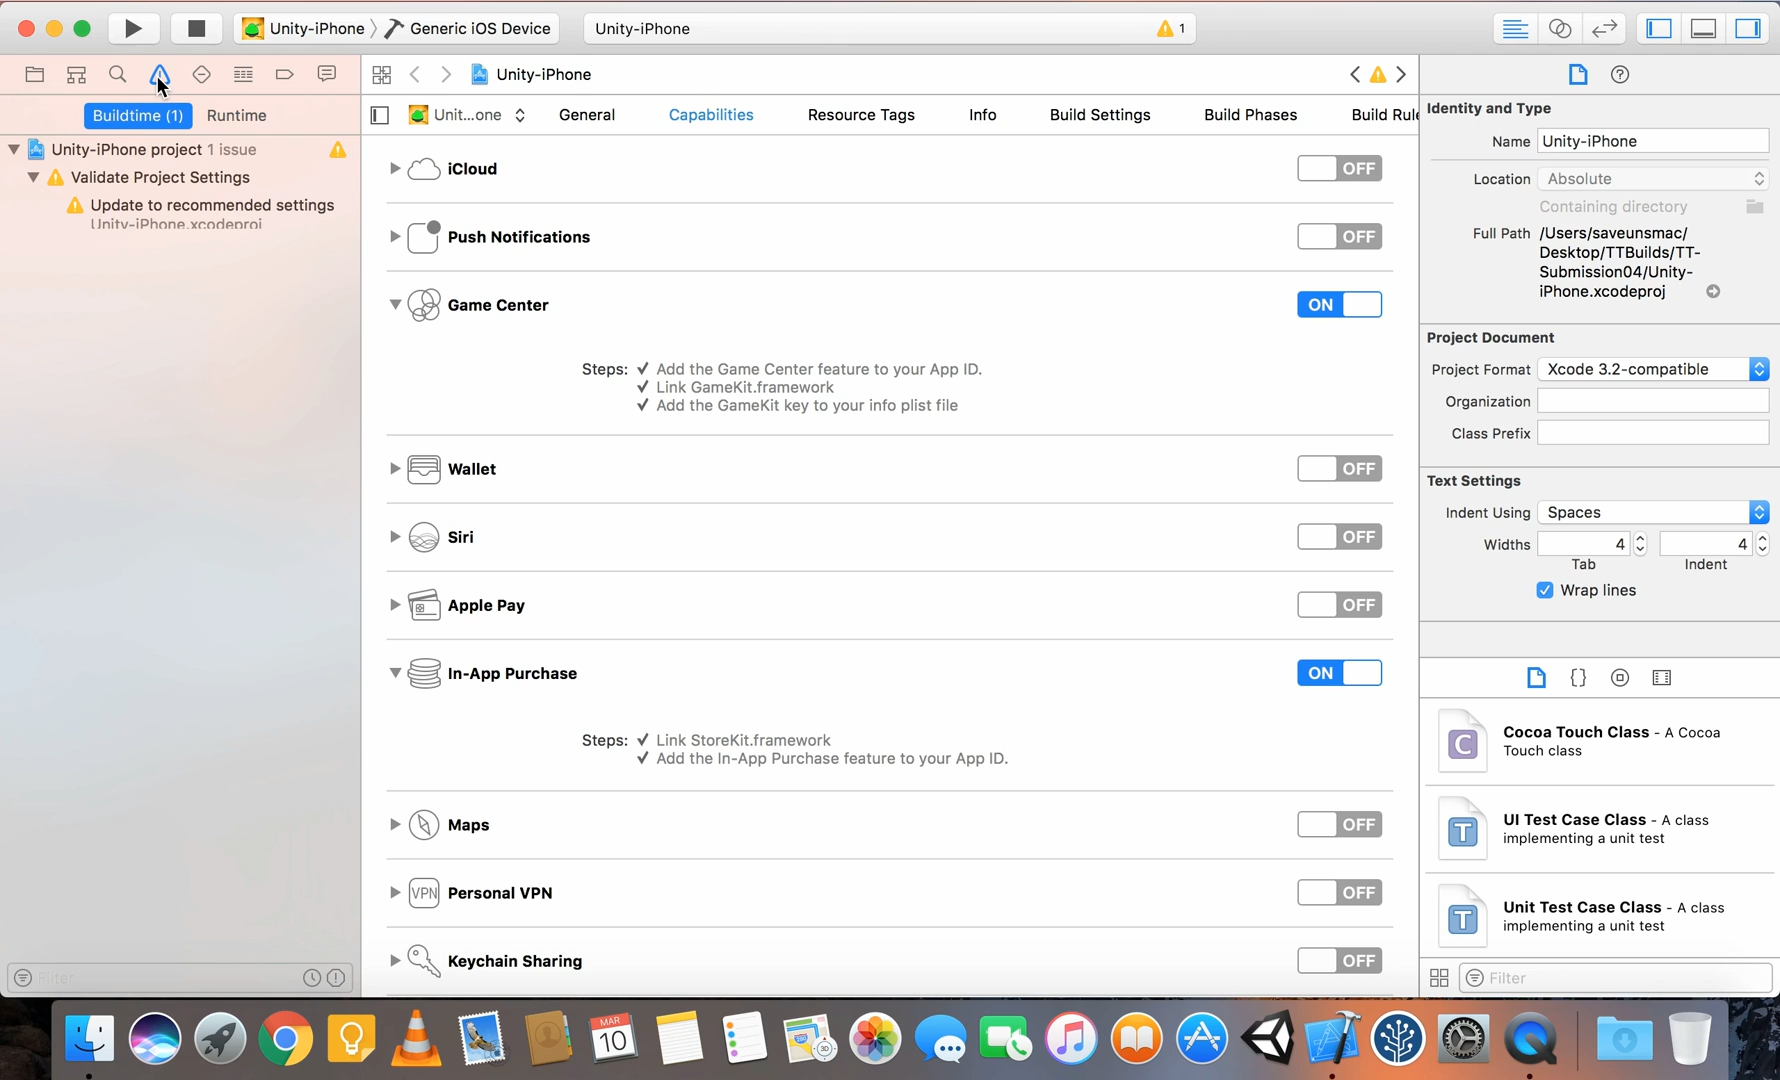 Unity-iPhone
Generic iOS Device
Unity-iPhone
1
Unity-iPhone
Buildtime (1)
Runtime
Unit...one
General
Capabilities
Resource Tags
Info
Build Settings
Build Phases
Build Rule
Unity-iPhone project 1 issue
Validate Project Settings
Update to recommended settings
Unity-iPhone.xcodeproj
Filter
iCloud
OFF
Push Notifications
OFF
Game Center
ON
Steps: ✓ Add the Game Center feature to your App ID.
✓ Link GameKit.framework
✓ Add the GameKit key to your info plist file
Wallet
OFF
Siri
OFF
Apple Pay
OFF
In-App Purchase
ON
Steps: ✓ Link StoreKit.framework
✓ Add the In-App Purchase feature to your App ID.
Maps
OFF
VPN
Personal VPN
OFF
Keychain Sharing
OFF
Identity and Type
Name Unity-iPhone
Location Absolute
Containing directory
Full Path /Users/saveunsmac/
Desktop/TTBuilds/TT-
Submission04/Unity-
iPhone.xcodeproj
Project Document
Project Format Xcode 3.2-compatible
Organization
Class Prefix
Text Settings
Indent Using Spaces
Widths 4 4
Tab Indent
Wrap lines
{}
C
Cocoa Touch Class - A Cocoa
Touch class
T
UI Test Case Class - A class
implementing a unit test
T
Unit Test Case Class - A class
implementing a unit test
Filter
MAR
10
3D